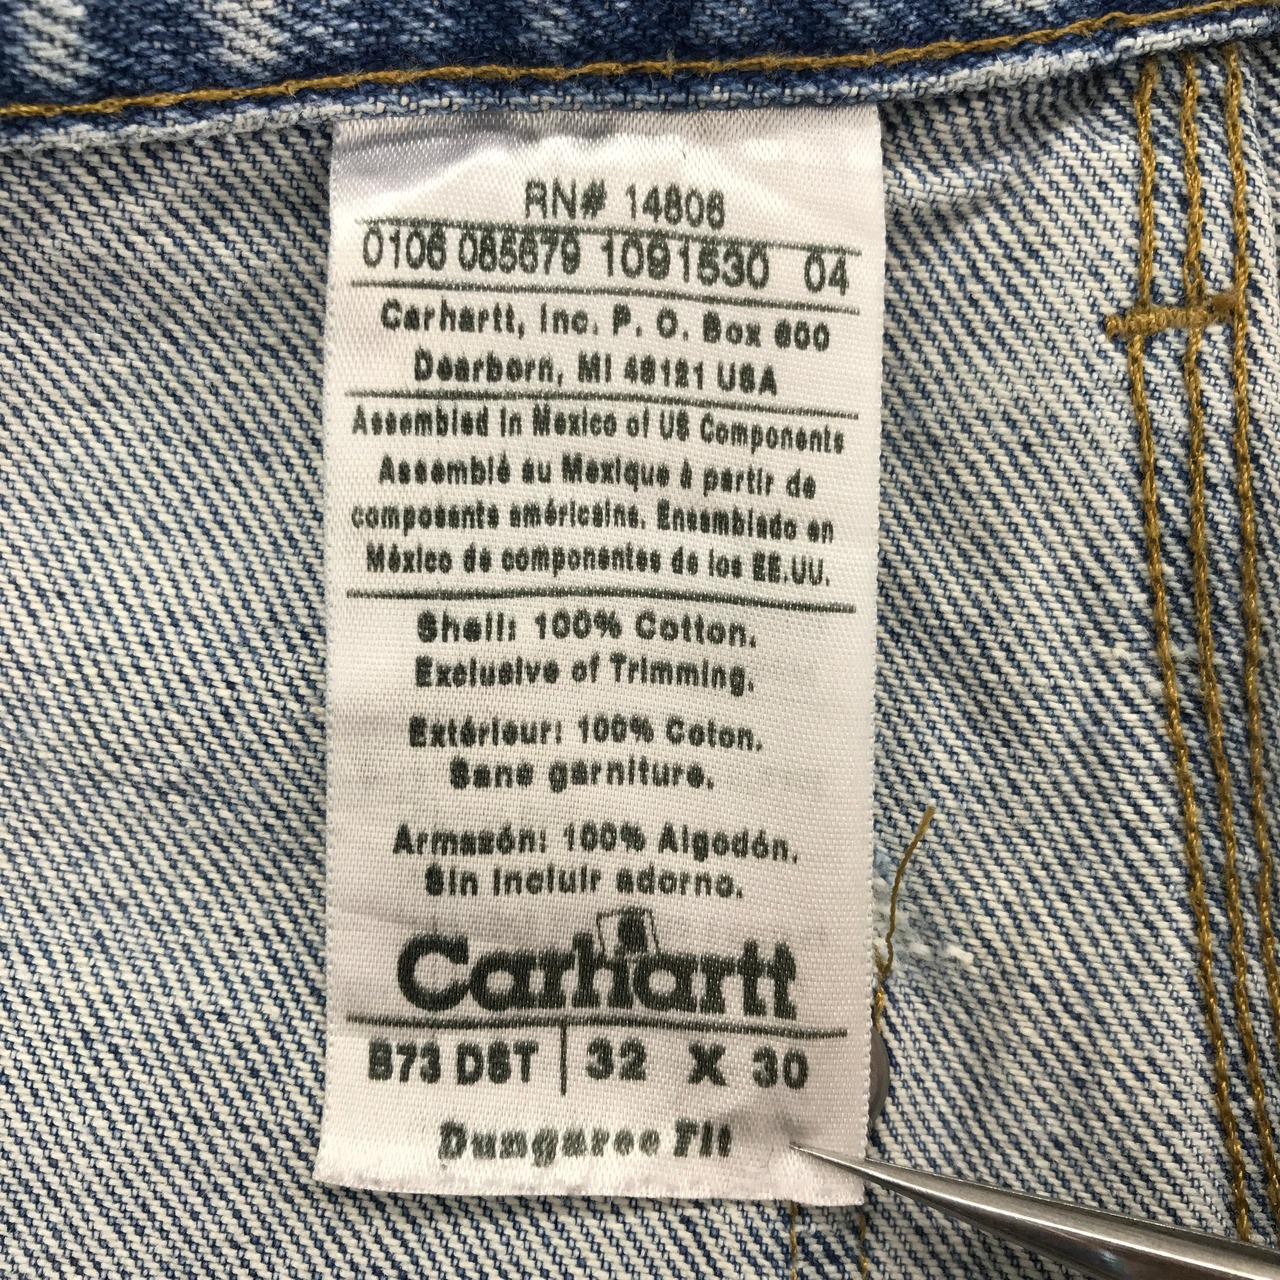 RN# 14806
0106 085679 1091530 04
Carhartt, Inc. P. O. Box 600
Dearborn, MI 48121 USA
Assembled in Mexico of US Components
Assemblé au Mexique à partir de
composants américains. Ensamblado en
México de componentes de los EE.UU.
Shell: 100% Cotton.
Exclusive of Trimming.
Extérieur: 100% Coton.
Sans garniture.
Armazón: 100% Algodón.
Sin incluir adorno.
Carhartt
B73 DST 32 X 30
Dungaree Fit